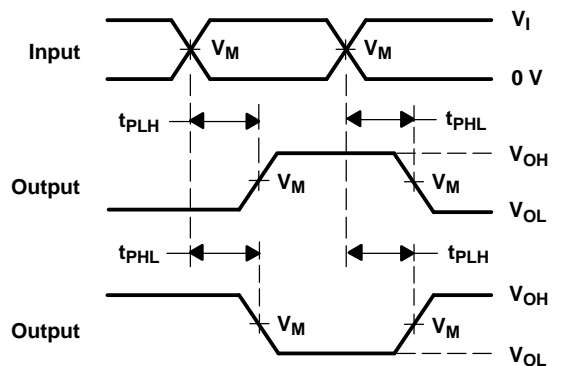 V_I
Input V_M V_M
0 V
t_PLH t_PHL
V_OH
Output V_M V_M
V_OL
t_PHL t_PLH
V_OH
Output V_M V_M
V_OL